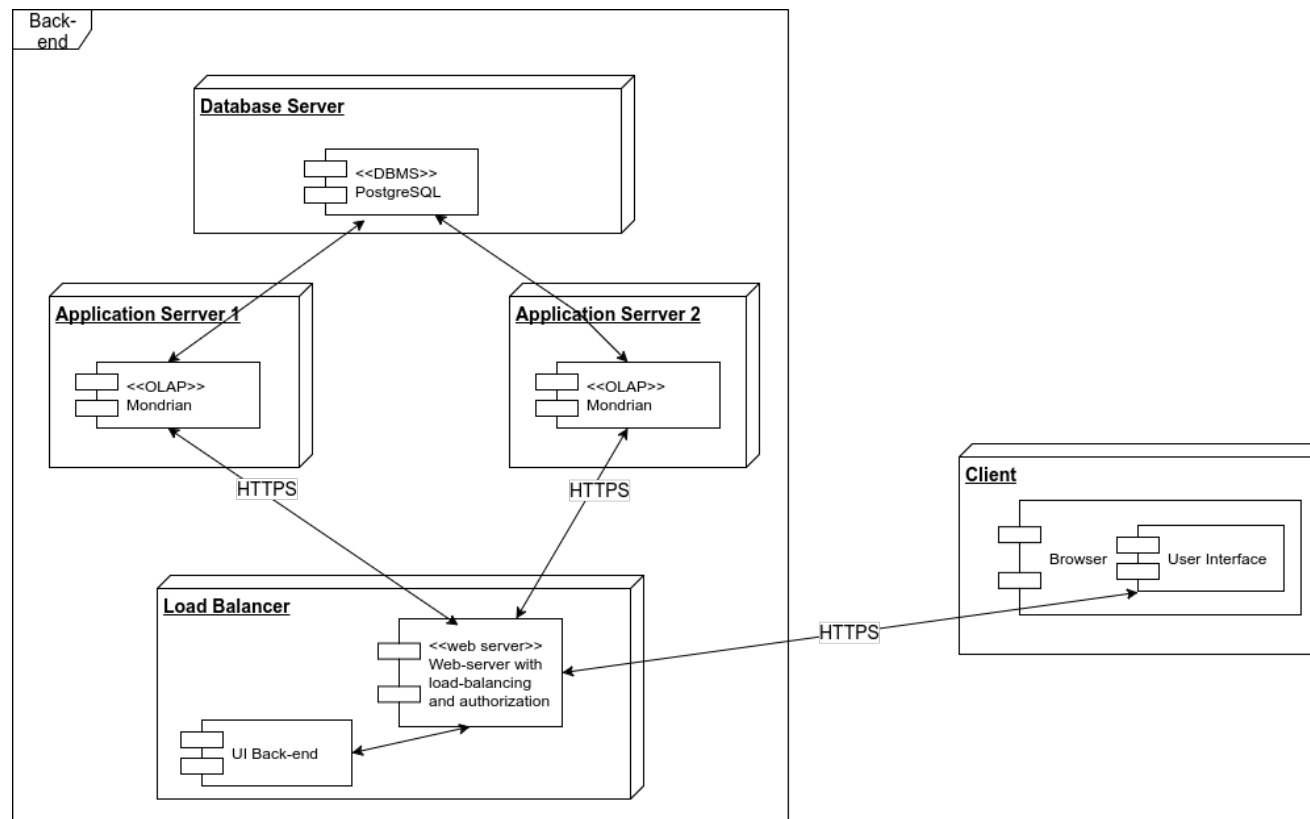 Back-
end
Database Server
<<DBMS>>
PostgreSQL
Application Serrver 1
Application Serrver 2
<<OLAP>>
Mondrian
<<OLAP>>
Mondrian
HTTPS
HTTPS
Client
Browser
User Interface
Load Balancer
HTTPS
<<web server>>
Web-server with
load-balancing
and authorization
UI Back-end